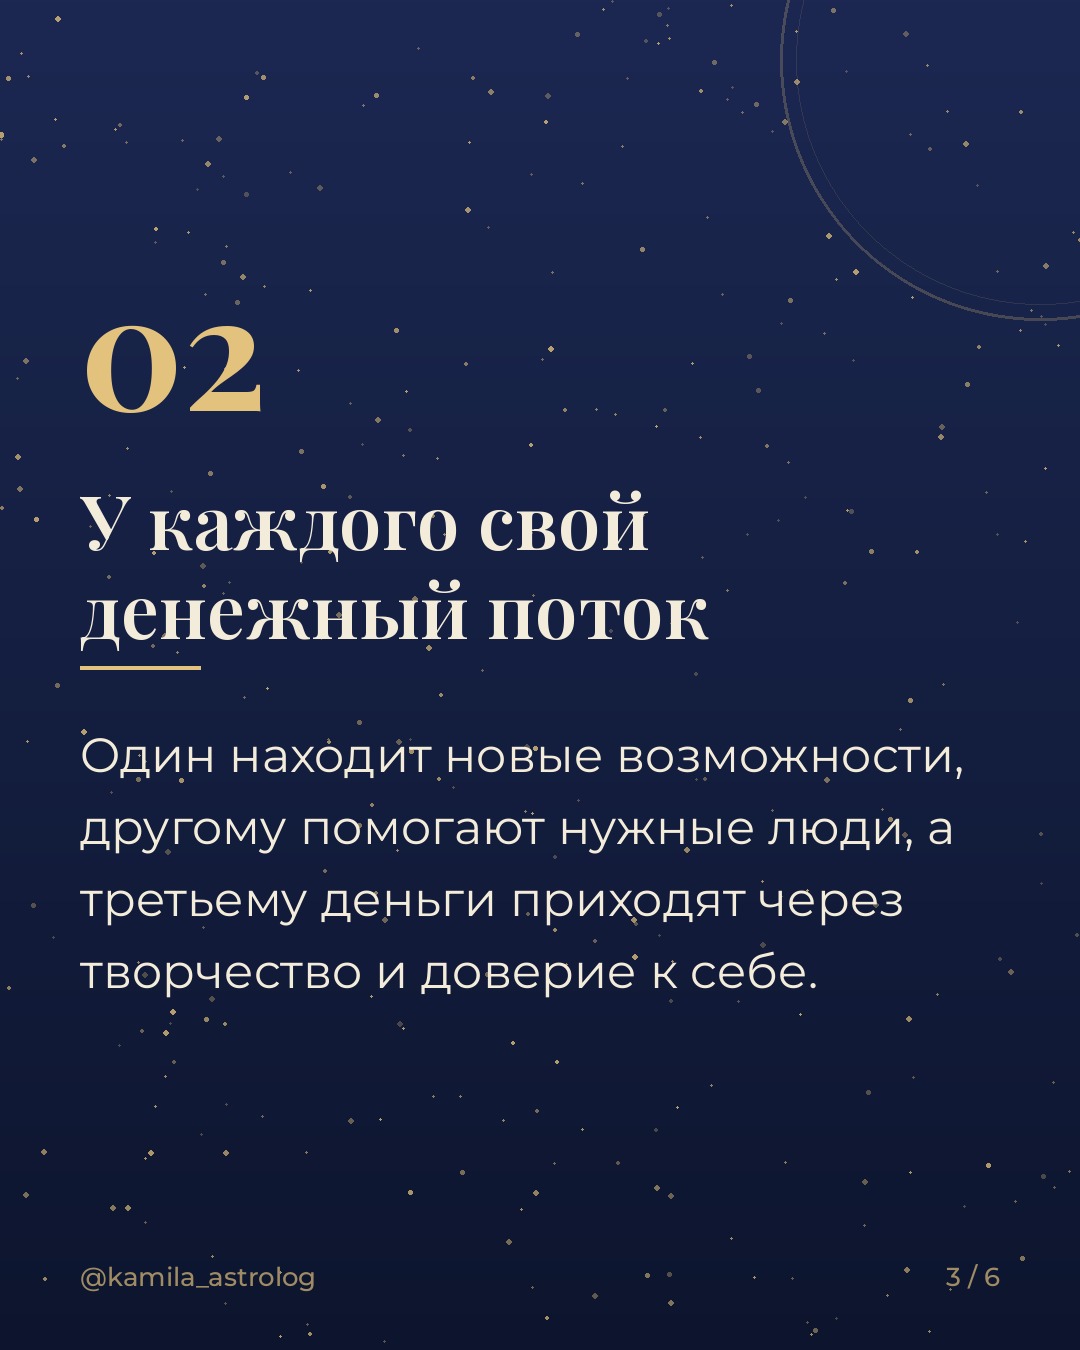 02
У каждого свой
денежный поток
Один находит новые возможности,
другому помогают нужные люди, а
третьему деньги приходят через
творчество и доверие к себе.
@kamila_astrolog
3 / 6